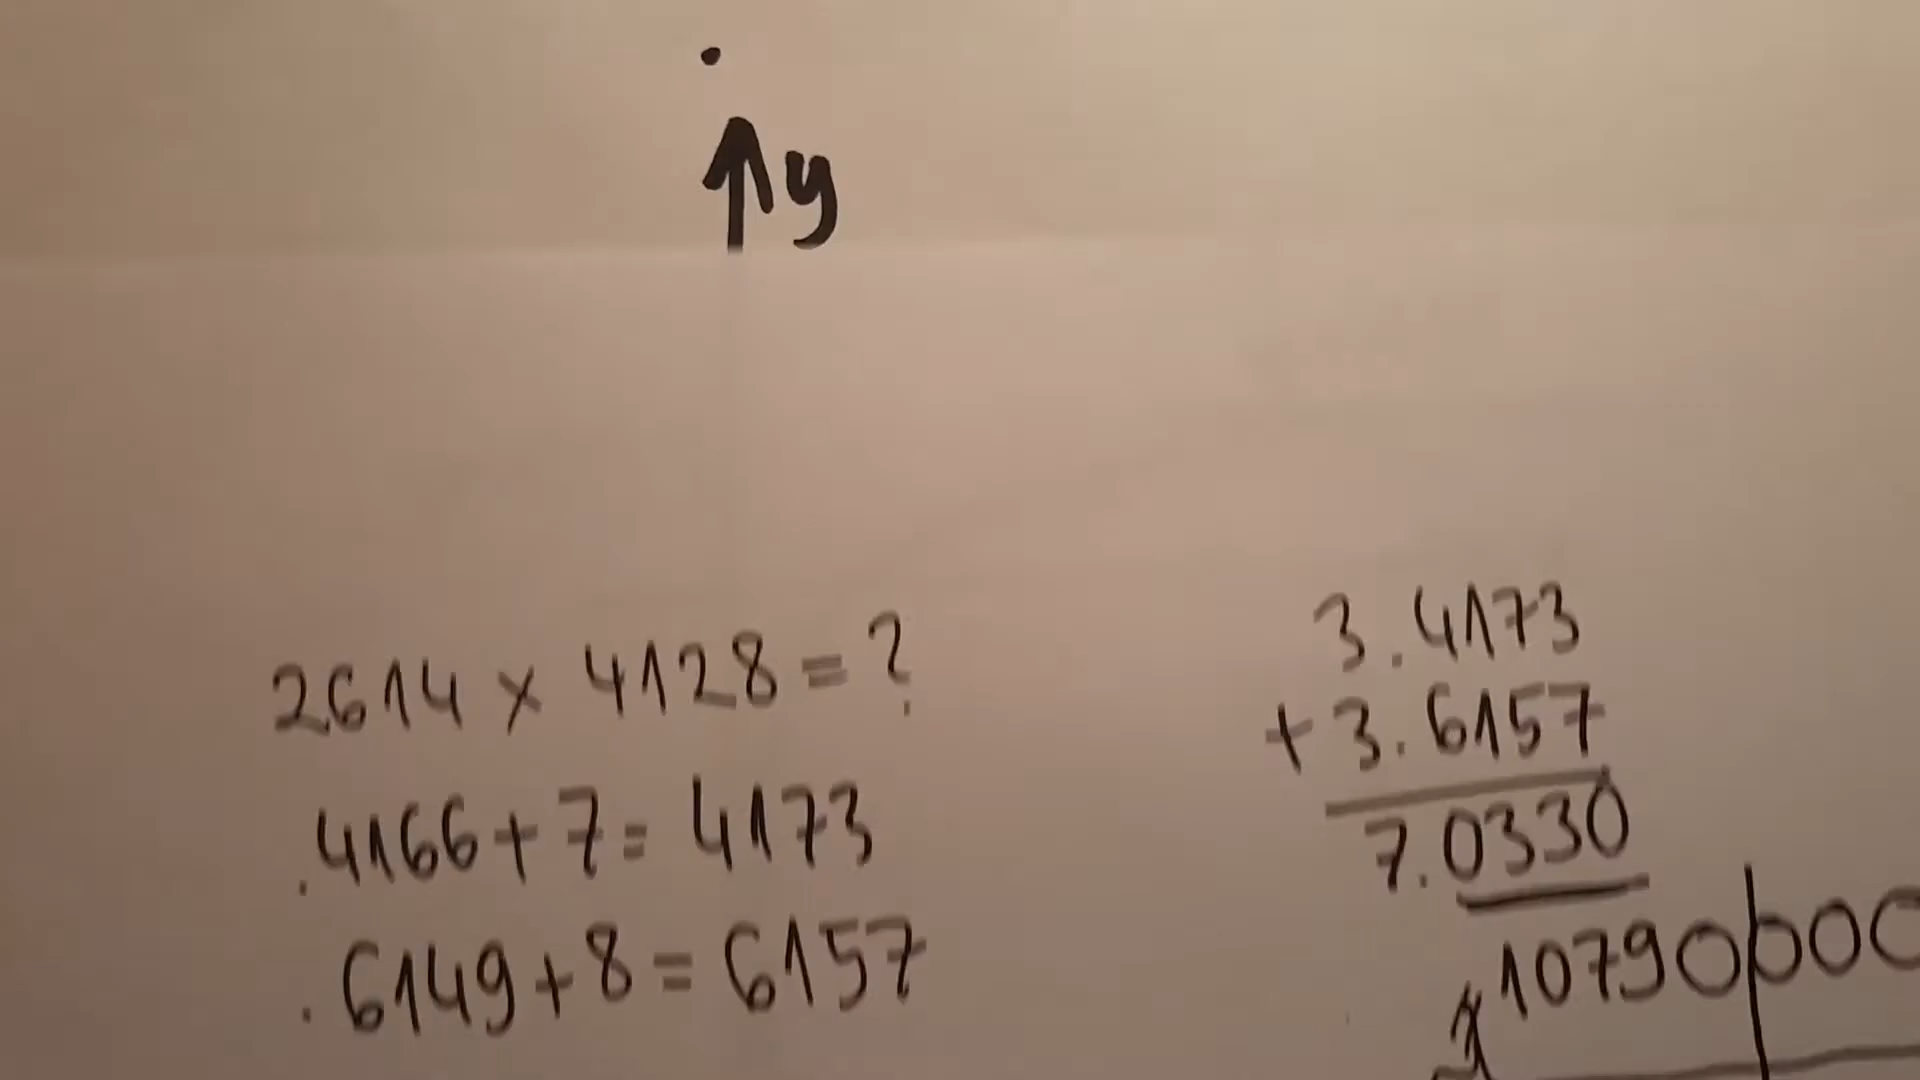 y
2614 x 4128 = ?
.4166 + 7 = 4173
.6149 + 8 = 6157
3.4173
+ 3.6157
7.0330
10790000